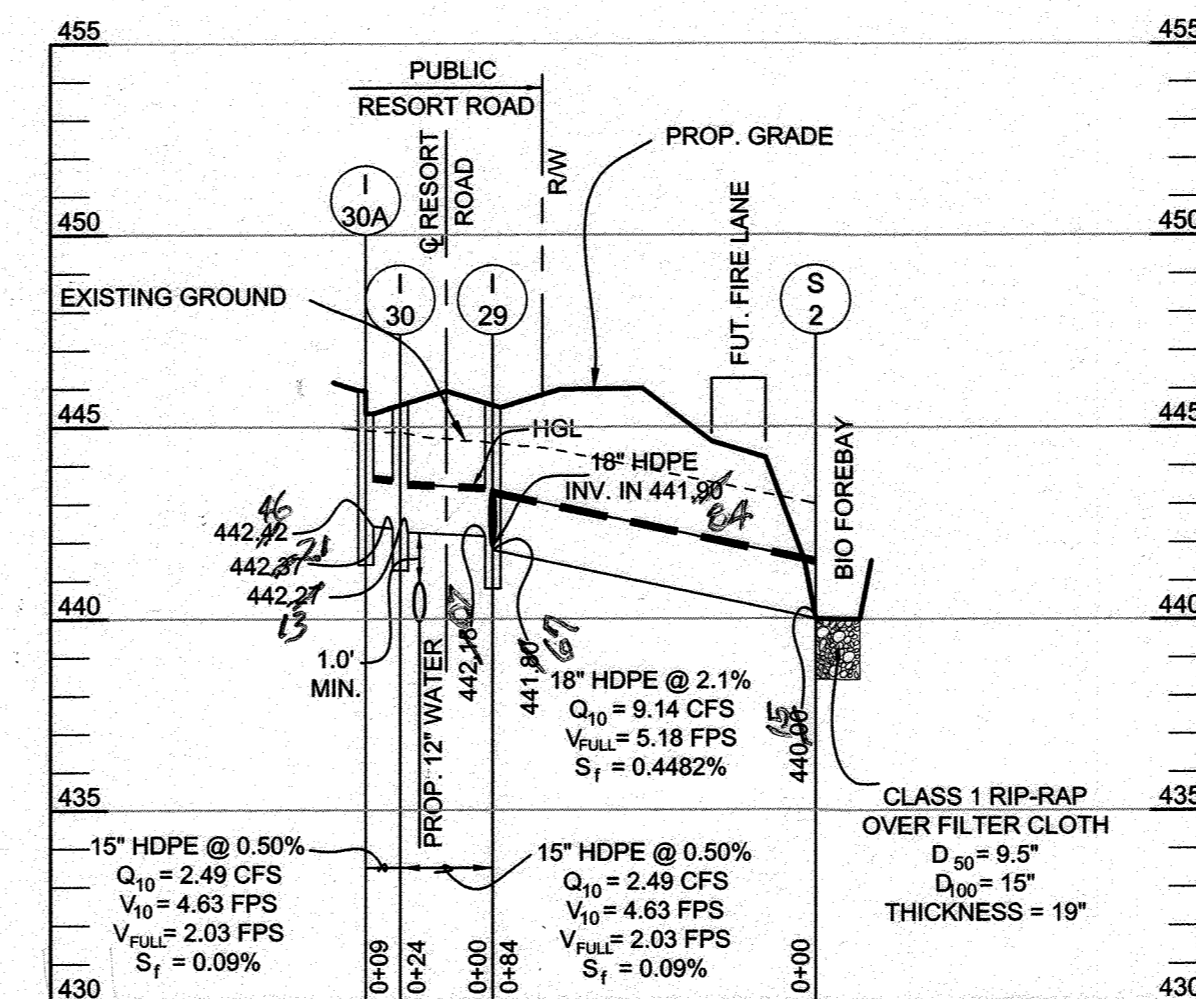 455
455
PUBLIC
RESORT ROAD
℄ RESORT ROAD
R/W
PROP. GRADE
I
30A
450
450
EXISTING GROUND
I
30
I
29
FUT. FIRE LANE
S
2
445
445
HGL
18" HDPE
INV. IN 441.90
84
BIO FOREBAY
46
442.42
21
442.37
442.27
13
440
440
1.0'
MIN.
PROP. 12" WATER
442.18
07
441.80
67
18" HDPE @ 2.1%
Q10 = 9.14 CFS
VFULL = 5.18 FPS
Sf = 0.4482%
440.00
15
CLASS 1 RIP-RAP
OVER FILTER CLOTH
D50 = 9.5"
D100 = 15"
THICKNESS = 19"
435
435
15" HDPE @ 0.50%
Q10 = 2.49 CFS
V10 = 4.63 FPS
VFULL = 2.03 FPS
Sf = 0.09%
15" HDPE @ 0.50%
Q10 = 2.49 CFS
V10 = 4.63 FPS
VFULL = 2.03 FPS
Sf = 0.09%
0+09
0+24
0+00
0+84
0+00
430
430